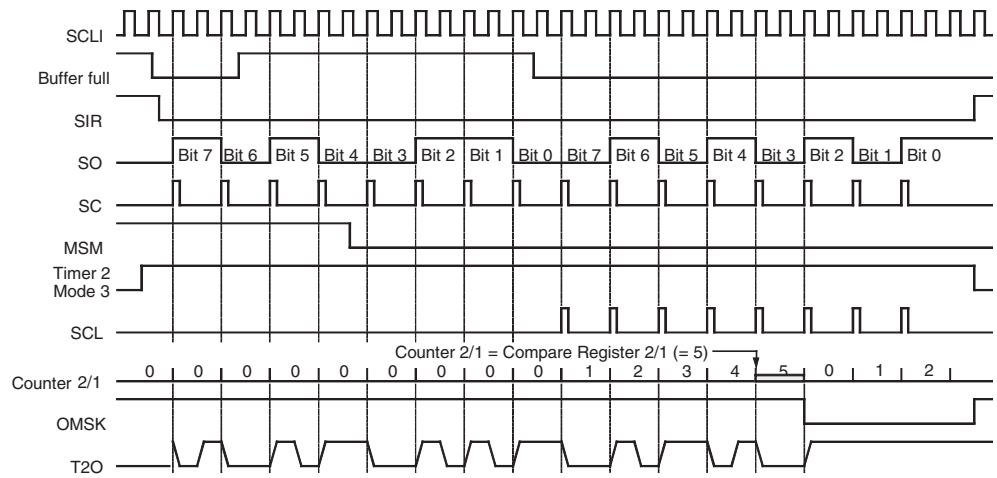 SCLI
Buffer full
SIR
SO Bit 7 Bit 6 Bit 5 Bit 4 Bit 3 Bit 2 Bit 1 Bit 0 Bit 7 Bit 6 Bit 5 Bit 4 Bit 3 Bit 2 Bit 1 Bit 0
SC
MSM
Timer 2
Mode 3
SCL
Counter 2/1 = Compare Register 2/1 (= 5)
Counter 2/1 0 0 0 0 0 0 0 0 0 1 2 3 4 5 0 1 2
OMSK
T2O